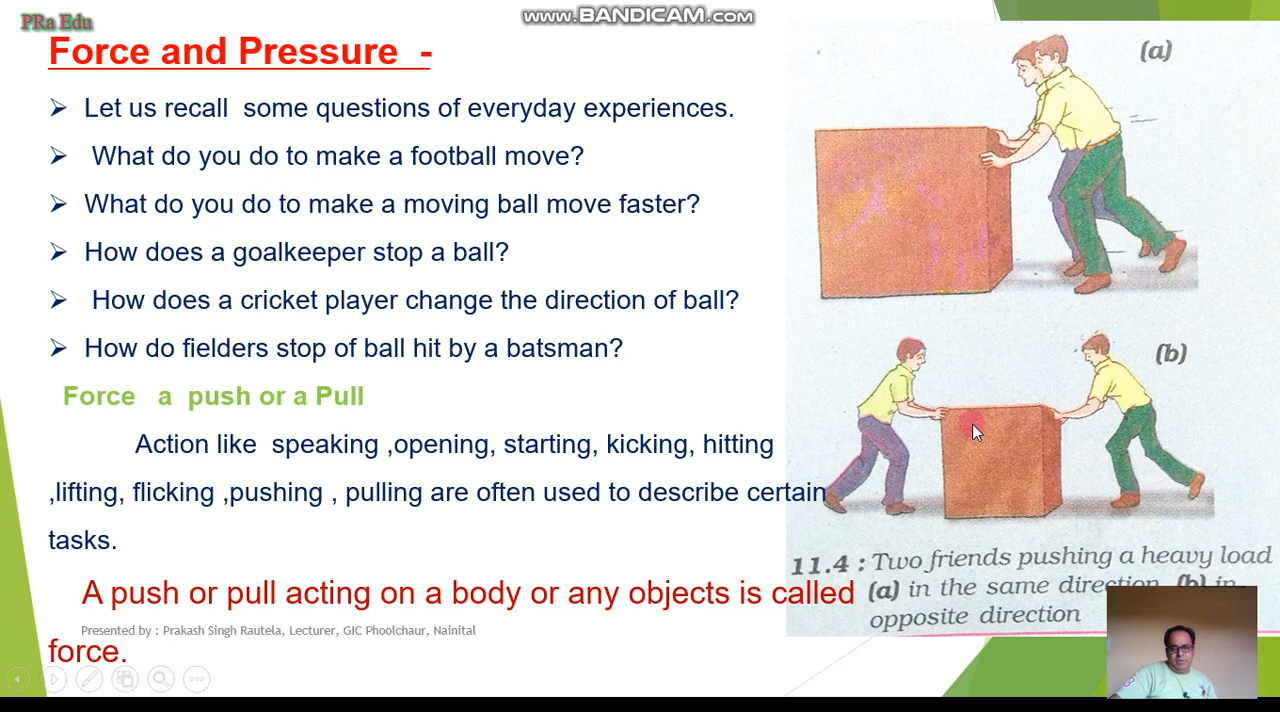 PRa Edu
www.BANDICAM.com
Force and Pressure -
Let us recall some questions of everyday experiences.
What do you do to make a football move?
What do you do to make a moving ball move faster?
How does a goalkeeper stop a ball?
How does a cricket player change the direction of ball?
How do fielders stop of ball hit by a batsman?
Force a push or a Pull
Action like speaking ,opening, starting, kicking, hitting
,lifting, flicking ,pushing , pulling are often used to describe certain
tasks.
A push or pull acting on a body or any objects is called
force.
Presented by : Prakash Singh Rautela, Lecturer, GIC Phoolchaur, Nainital
(a)
(b)
11.4 : Two friends pushing a heavy load
(a) in the same direction (b) in
opposite direction